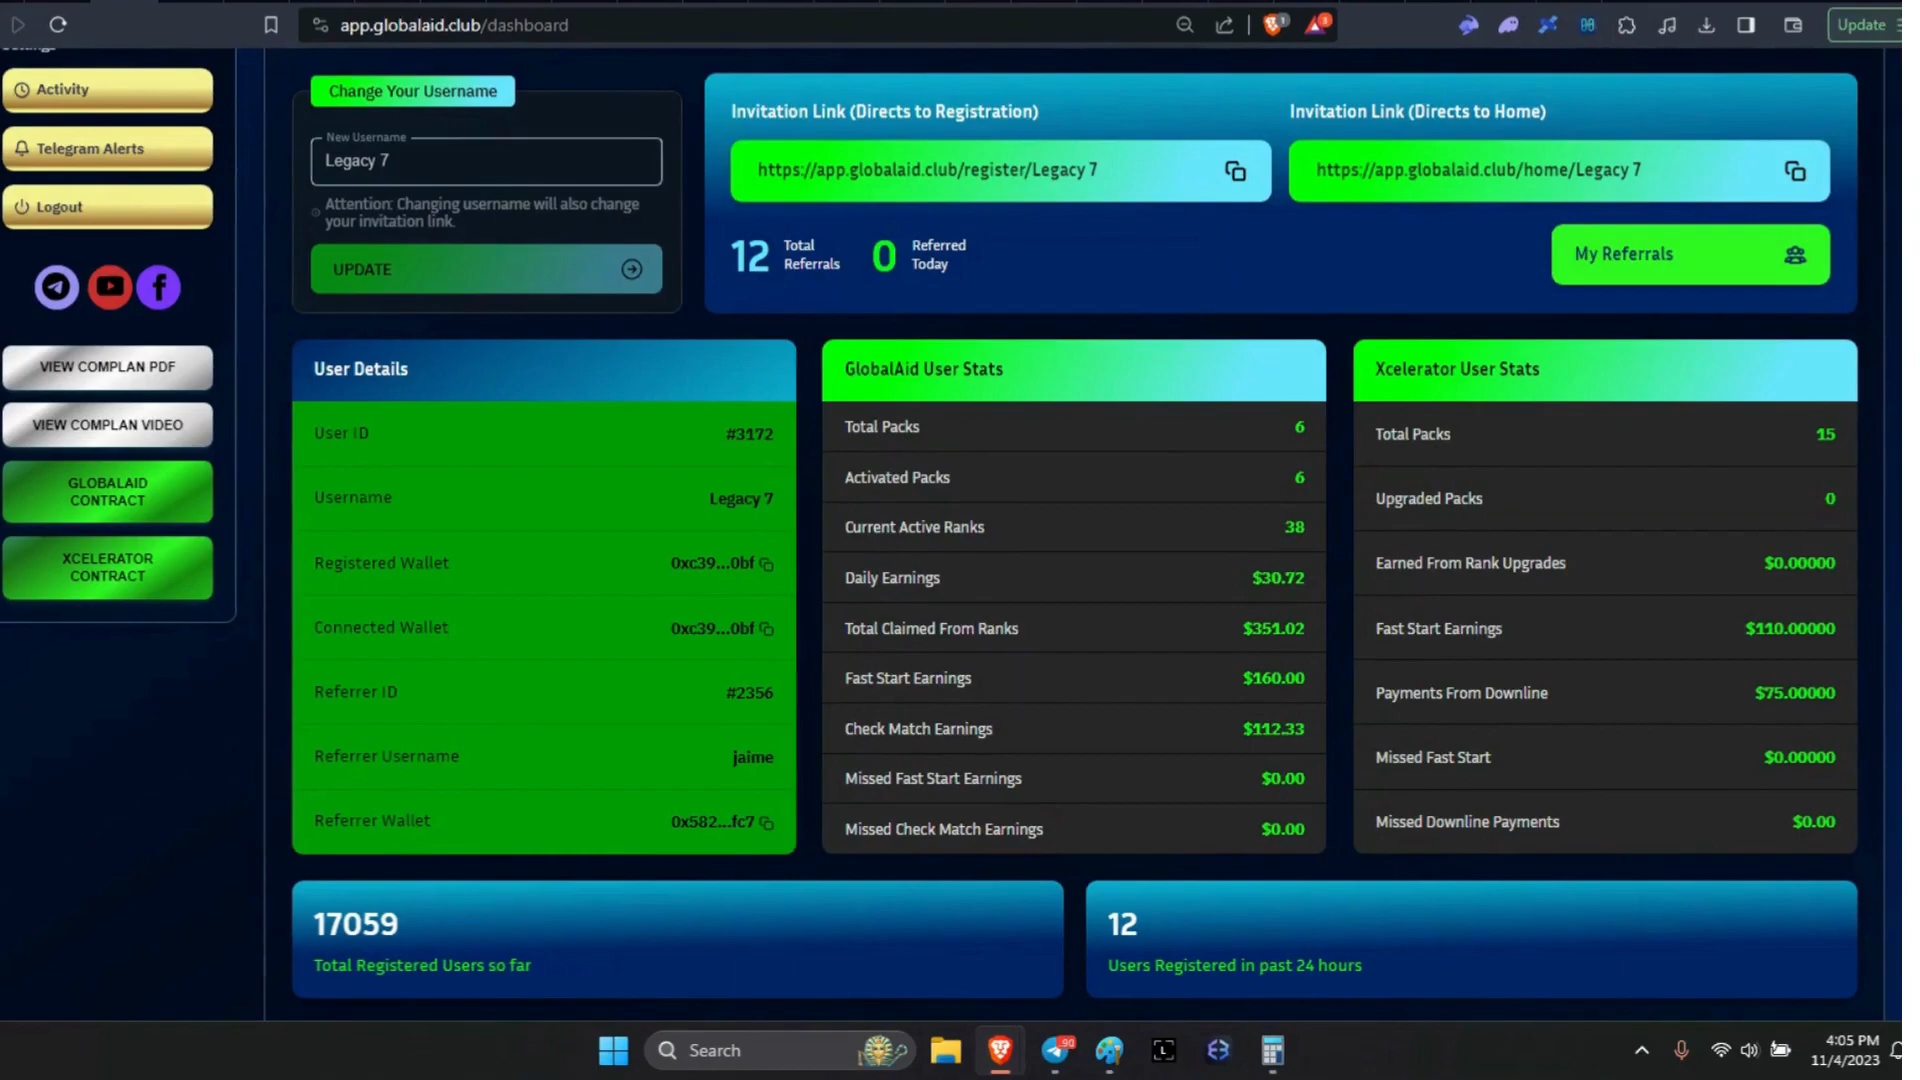 app.globalaid.club/dashboard
1
3
Update
Activity
Telegram Alerts
Logout
VIEW COMPLAN PDF
VIEW COMPLAN VIDEO
GLOBALAID
CONTRACT
XCELERATOR
CONTRACT
Change Your Username
New Username
Legacy 7
Attention: Changing username will also change
your invitation link.
UPDATE
Invitation Link (Directs to Registration)
https://app.globalaid.club/register/Legacy 7
Invitation Link (Directs to Home)
https://app.globalaid.club/home/Legacy 7
12 Total
Referrals
0 Referred
Today
My Referrals
User Details
User ID #3172
Username Legacy 7
Registered Wallet 0xc39...0bf
Connected Wallet 0xc39...0bf
Referrer ID #2356
Referrer Username jaime
Referrer Wallet 0x582...fc7
GlobalAid User Stats
Total Packs 6
Activated Packs 6
Current Active Ranks 38
Daily Earnings $30.72
Total Claimed From Ranks $351.02
Fast Start Earnings $160.00
Check Match Earnings $112.33
Missed Fast Start Earnings $0.00
Missed Check Match Earnings $0.00
Xcelerator User Stats
Total Packs 15
Upgraded Packs 0
Earned From Rank Upgrades $0.00000
Fast Start Earnings $110.00000
Payments From Downline $75.00000
Missed Fast Start $0.00000
Missed Downline Payments $0.00
17059
Total Registered Users so far
12
Users Registered in past 24 hours
Search
90
4:05 PM
11/4/2023